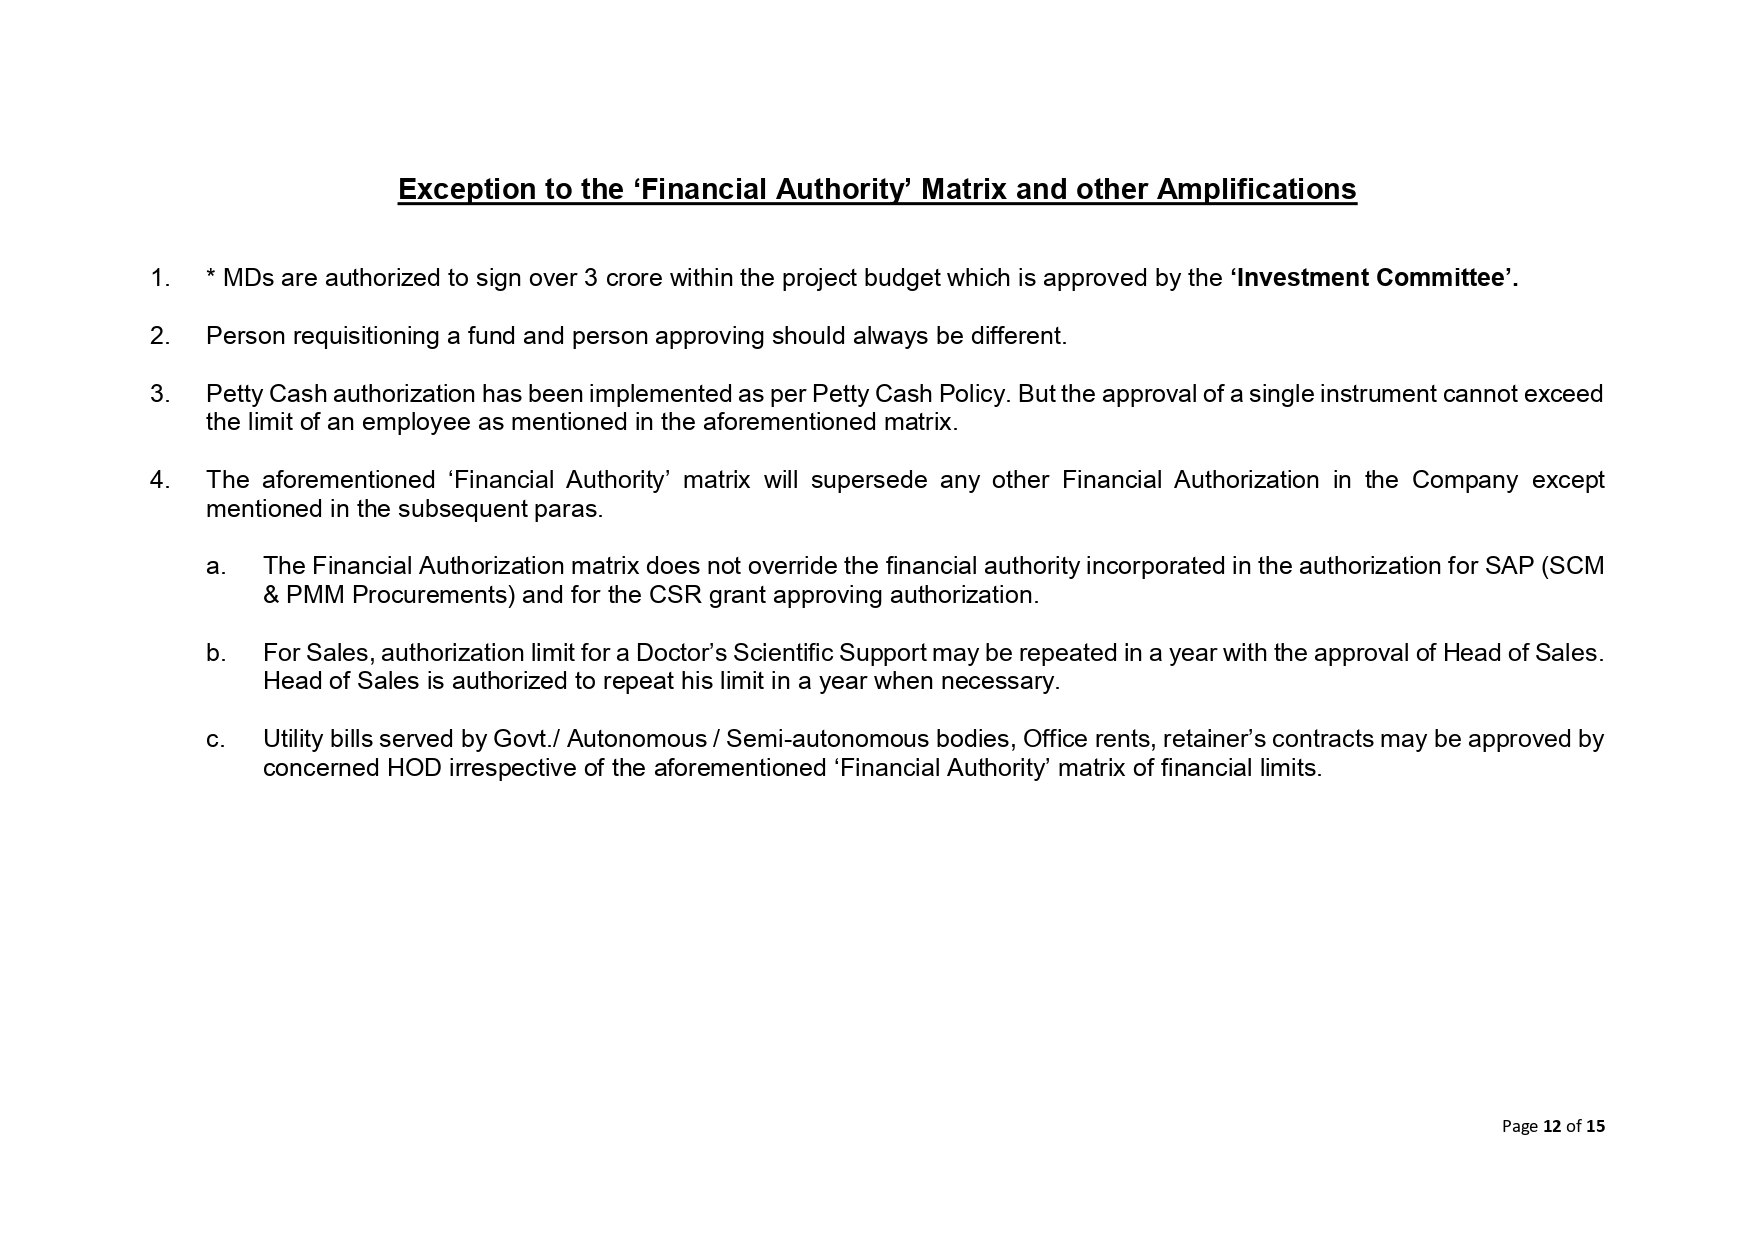 Exception to the ‘Financial Authority’ Matrix and other Amplifications
1. * MDs are authorized to sign over 3 crore within the project budget which is approved by the ‘Investment Committee’.
2. Person requisitioning a fund and person approving should always be different.
3. Petty Cash authorization has been implemented as per Petty Cash Policy. But the approval of a single instrument cannot exceed
the limit of an employee as mentioned in the aforementioned matrix.
4. The aforementioned ‘Financial Authority’ matrix will supersede any other Financial Authorization in the Company except
mentioned in the subsequent paras.
a. The Financial Authorization matrix does not override the financial authority incorporated in the authorization for SAP (SCM
& PMM Procurements) and for the CSR grant approving authorization.
b. For Sales, authorization limit for a Doctor’s Scientific Support may be repeated in a year with the approval of Head of Sales.
Head of Sales is authorized to repeat his limit in a year when necessary.
c. Utility bills served by Govt./ Autonomous / Semi-autonomous bodies, Office rents, retainer’s contracts may be approved by
concerned HOD irrespective of the aforementioned ‘Financial Authority’ matrix of financial limits.
Page 12 of 15